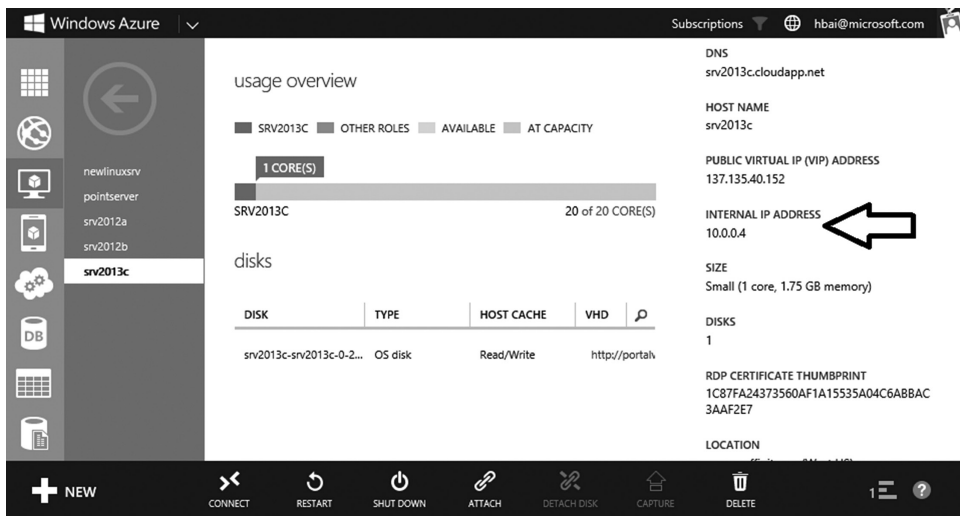 Windows Azure
Subscriptions
hbai@microsoft.com
newlinuxsrv
pointserver
srv2012a
srv2012b
srv2013c
usage overview
SRV2013C OTHER ROLES AVAILABLE AT CAPACITY
1 CORE(S)
SRV2013C 20 of 20 CORE(S)
disks
DISK TYPE HOST CACHE VHD
srv2013c-srv2013c-0-2... OS disk Read/Write http://portalv
DNS
srv2013c.cloudapp.net
HOST NAME
srv2013c
PUBLIC VIRTUAL IP (VIP) ADDRESS
137.135.40.152
INTERNAL IP ADDRESS
10.0.0.4
SIZE
Small (1 core, 1.75 GB memory)
DISKS
1
RDP CERTIFICATE THUMBPRINT
1C87FA24373560AF1A15535A04C6ABBAC
3AAF2E7
LOCATION
DB
NEW
CONNECT RESTART SHUT DOWN ATTACH DETACH DISK CAPTURE DELETE
1 ?